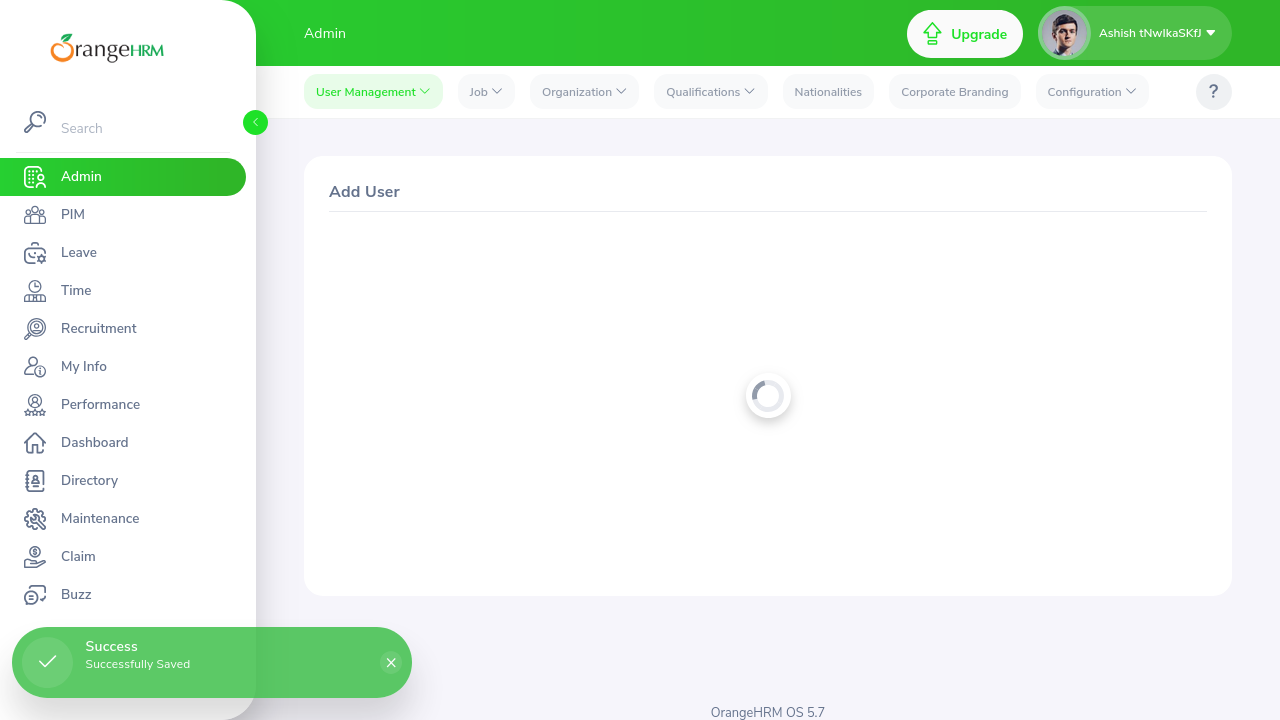 OrangeHRM
Admin
Upgrade
Ashish tNwIkaSKfJ
User Management
Job
Organization
Qualifications
Nationalities
Corporate Branding
Configuration
?
Search
Admin
PIM
Leave
Time
Recruitment
My Info
Performance
Dashboard
Directory
Maintenance
Claim
Buzz
Add User
Success
Successfully Saved
OrangeHRM OS 5.7